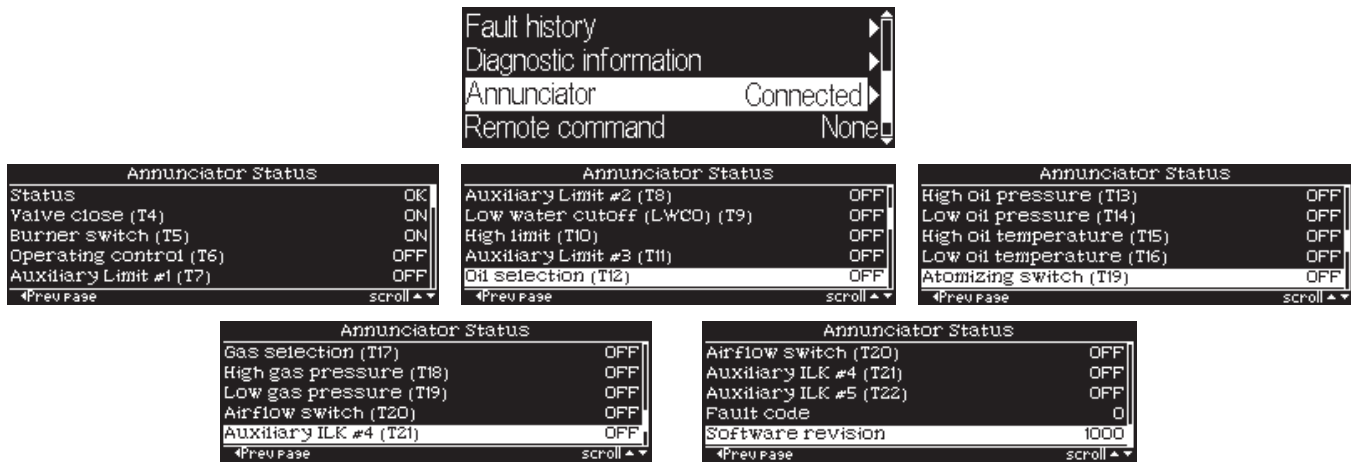 Fault history
Diagnostic information
Annunciator Connected
Remote command None
Annunciator Status
Status OK
Valve close (T4) ON
Burner switch (T5) ON
Operating control (T6) OFF
Auxiliary Limit #1 (T7) OFF
Prev Page scroll
Annunciator Status
Auxiliary Limit #2 (T8) OFF
Low water cutoff (LWCO) (T9) OFF
High limit (T10) OFF
Auxiliary Limit #3 (T11) OFF
Oil selection (T12) OFF
Prev Page scroll
Annunciator Status
High oil pressure (T13) OFF
Low oil pressure (T14) OFF
High oil temperature (T15) OFF
Low oil temperature (T16) OFF
Atomizing switch (T19) OFF
Prev Page scroll
Annunciator Status
Gas selection (T17) OFF
High gas pressure (T18) OFF
Low gas pressure (T19) OFF
Airflow switch (T20) OFF
Auxiliary ILK #4 (T21) OFF
Prev Page scroll
Annunciator Status
Airflow switch (T20) OFF
Auxiliary ILK #4 (T21) OFF
Auxiliary ILK #5 (T22) OFF
Fault code 0
Software revision 1000
Prev Page scroll